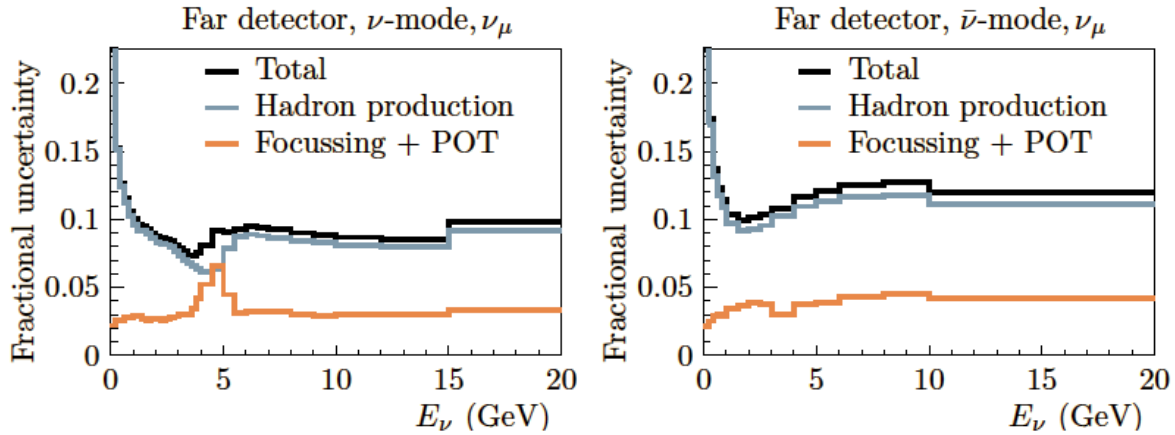 Far detector, ν-mode, ν_μ
Fractional uncertainty
0.2
0.15
0.1
0.05
0
Total
Hadron production
Focussing + POT
0 5 10 15 20
E_ν (GeV)
Far detector, ν̄-mode, ν_μ
Fractional uncertainty
0.2
0.15
0.1
0.05
0
Total
Hadron production
Focussing + POT
0 5 10 15 20
E_ν (GeV)